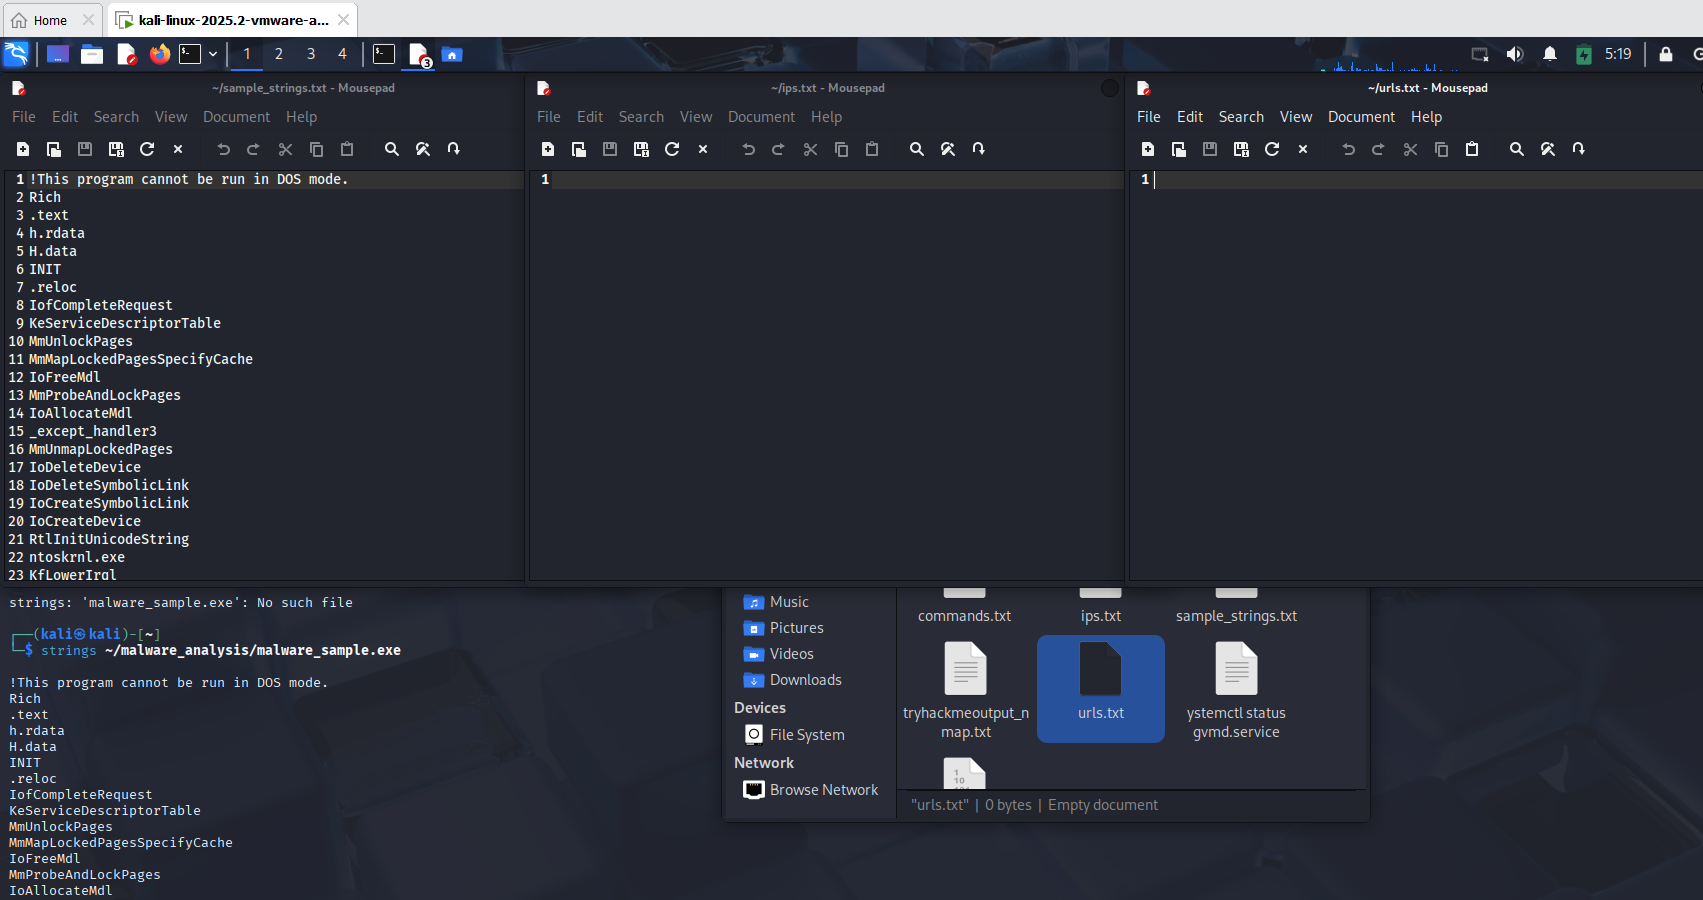 Home
kali-linux-2025.2-vmware-a...
1 2 3 4
3
5:19
~/sample_strings.txt - Mousepad
File Edit Search View Document Help
1 !This program cannot be run in DOS mode.
2 Rich
3 .text
4 h.rdata
5 H.data
6 INIT
7 .reloc
8 IofCompleteRequest
9 KeServiceDescriptorTable
10 MmUnlockPages
11 MmMapLockedPagesSpecifyCache
12 IoFreeMdl
13 MmProbeAndLockPages
14 IoAllocateMdl
15 _except_handler3
16 MmUnmapLockedPages
17 IoDeleteDevice
18 IoDeleteSymbolicLink
19 IoCreateSymbolicLink
20 IoCreateDevice
21 RtlInitUnicodeString
22 ntoskrnl.exe
23 KfLowerIrql
~/ips.txt - Mousepad
File Edit Search View Document Help
1
~/urls.txt - Mousepad
File Edit Search View Document Help
1
strings: 'malware_sample.exe': No such file
(kali㉿kali)-[~]
$ strings ~/malware_analysis/malware_sample.exe
!This program cannot be run in DOS mode.
Rich
.text
h.rdata
H.data
INIT
.reloc
IofCompleteRequest
KeServiceDescriptorTable
MmUnlockPages
MmMapLockedPagesSpecifyCache
IoFreeMdl
MmProbeAndLockPages
IoAllocateMdl
Music
Pictures
Videos
Downloads
Devices
File System
Network
Browse Network
commands.txt
ips.txt
sample_strings.txt
tryhackmeoutput_n
map.txt
urls.txt
ystemctl status
gvmd.service
"urls.txt" | 0 bytes | Empty document